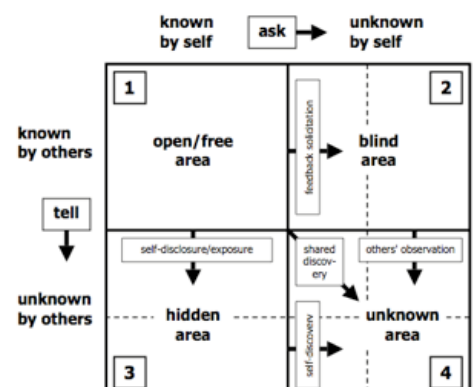 known
by self
ask
unknown
by self
1
2
known
by others
open/free
area
feedback solicitation
blind
area
tell
self-disclosure/exposure
shared
discov-
ery
others' observation
unknown
by others
hidden
area
self-discovery
unknown
area
3
4